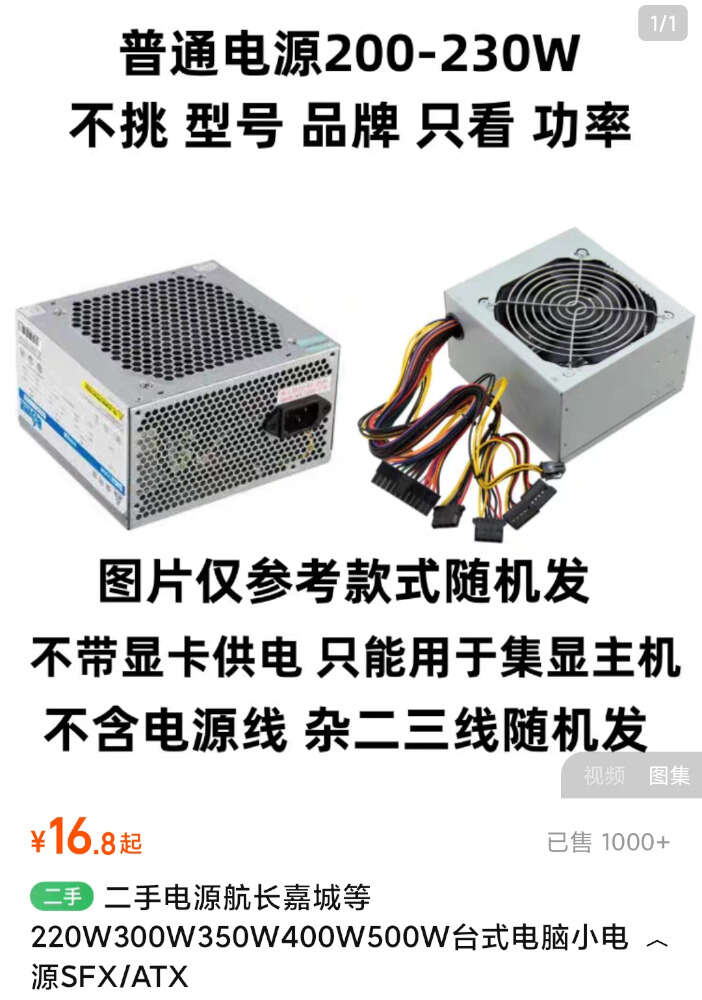 1/1
普通电源200-230W
不挑 型号 品牌 只看 功率
图片仅参考款式随机发
不带显卡供电 只能用于集显主机
不含电源线 杂二三线随机发
视频 图集
¥16.8起 已售 1000+
二手 二手电源航长嘉城等
220W300W350W400W500W台式电脑小电
源SFX/ATX